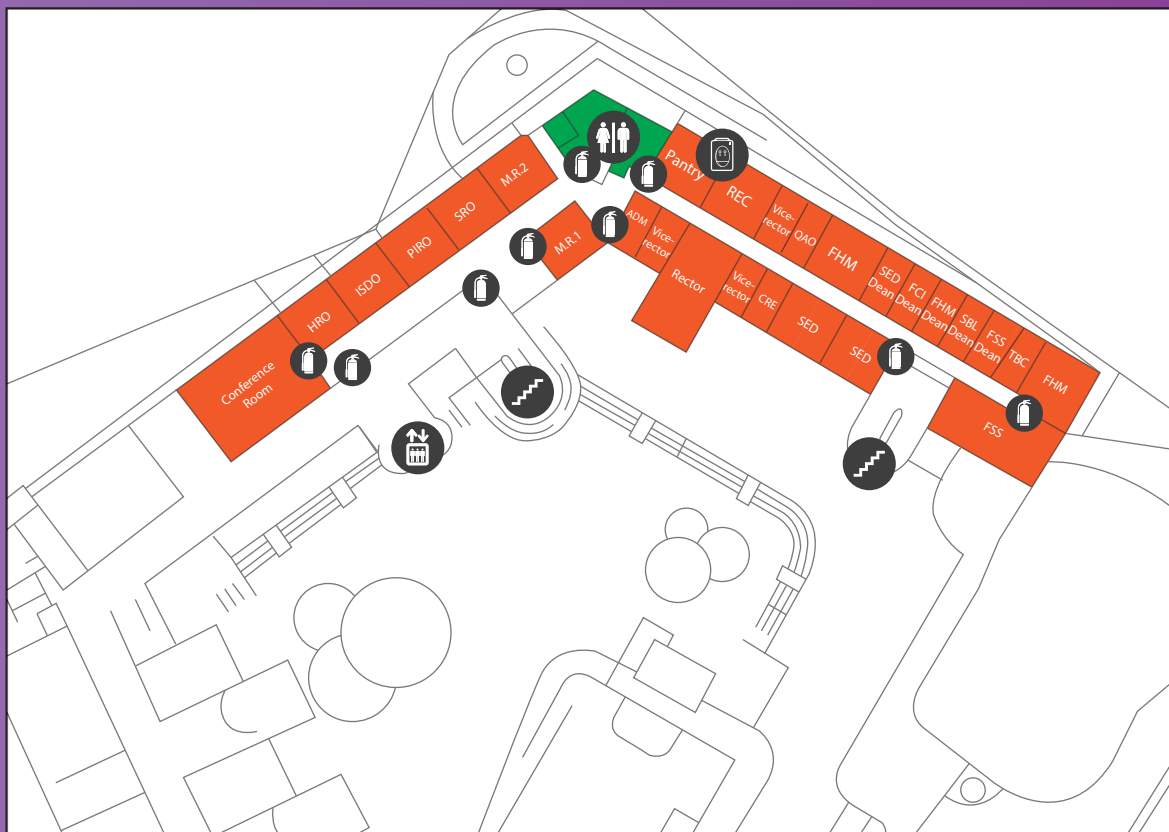 M.R.2
SRO
PIRO
ISDO
HRO
Conference
Room
M.R.1
Pantry
REC
Vice-
rector
QAO
FHM
SED
Dean
FCI
Dean
FHM
Dean
SBL
Dean
FSS
Dean
TBC
FHM
ADM
Vice-
rector
Rector
Vice-
rector
CRE
SED
SED
FSS